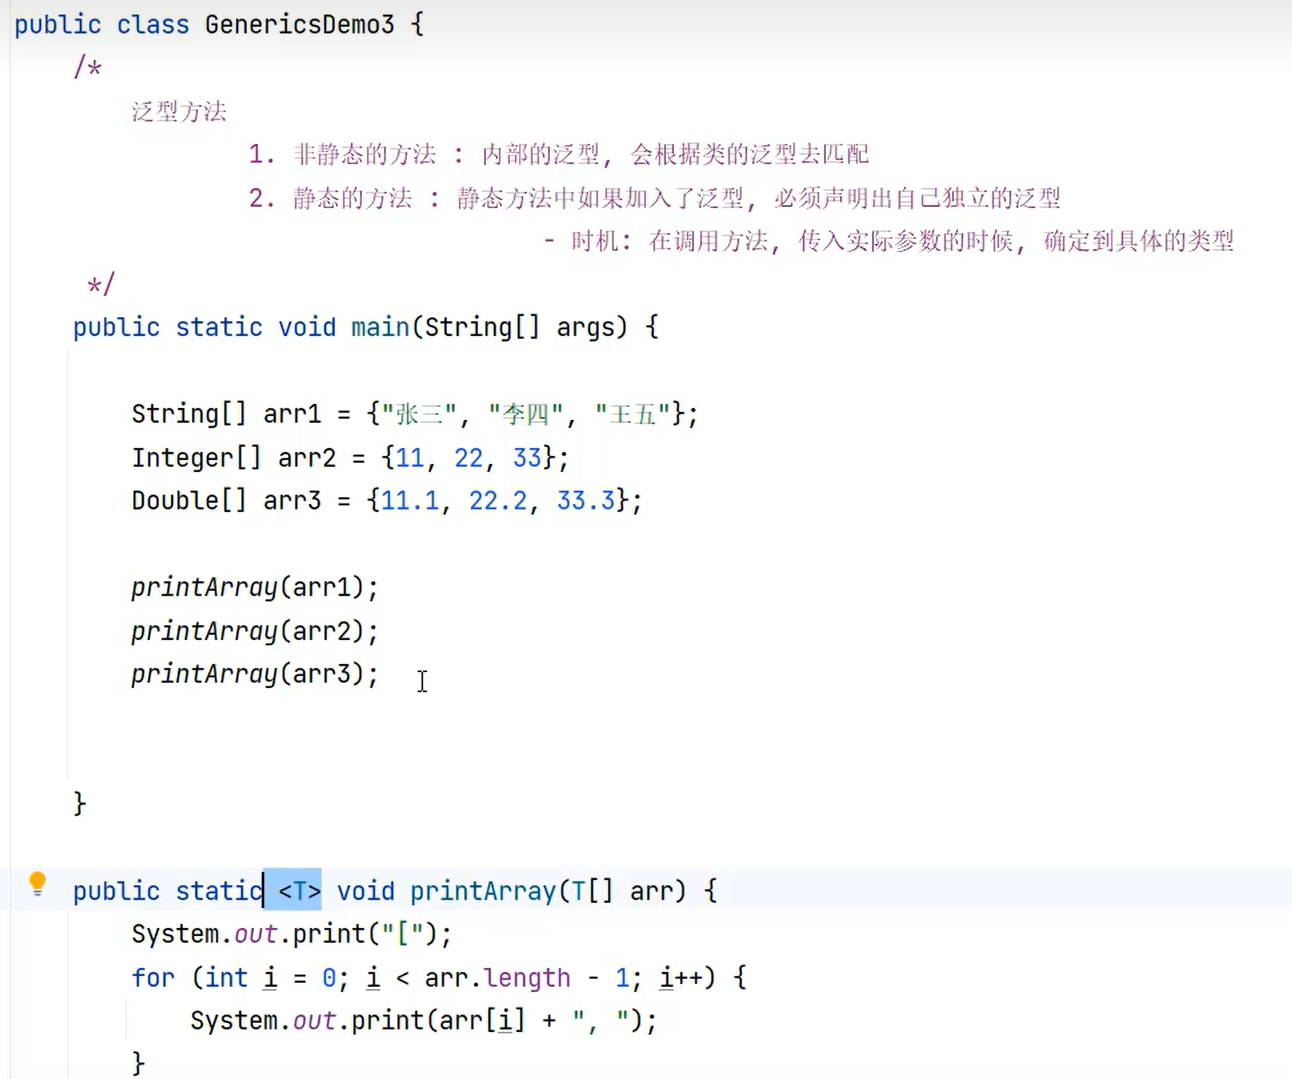 public class GenericsDemo3 {
/*
泛型方法
1. 非静态的方法 : 内部的泛型, 会根据类的泛型去匹配
2. 静态的方法 : 静态方法中如果加入了泛型, 必须声明出自己独立的泛型
- 时机: 在调用方法, 传入实际参数的时候, 确定到具体的类型
*/
public static void main(String[] args) {
String[] arr1 = {"张三", "李四", "王五"};
Integer[] arr2 = {11, 22, 33};
Double[] arr3 = {11.1, 22.2, 33.3};
printArray(arr1);
printArray(arr2);
printArray(arr3);
}
public static <T> void printArray(T[] arr) {
System.out.print("[");
for (int i = 0; i < arr.length - 1; i++) {
System.out.print(arr[i] + ", ");
}